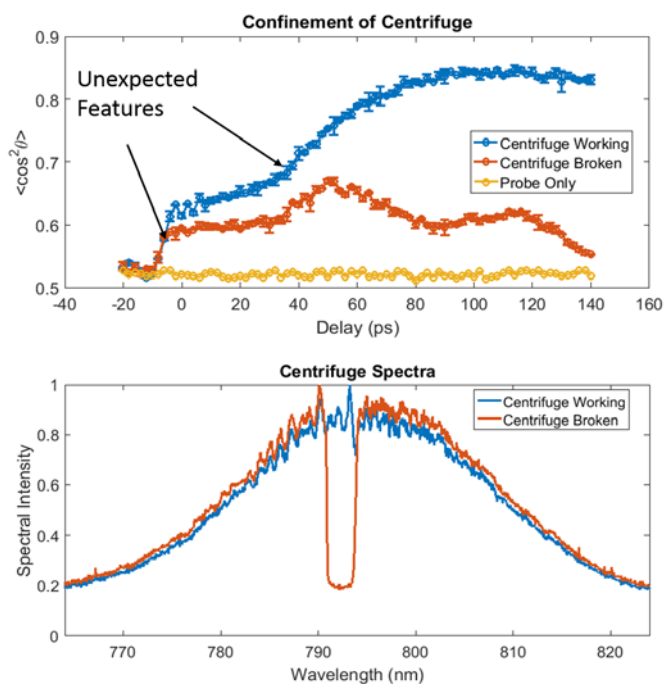 Confinement of Centrifuge
0.9
0.8
0.7
0.6
0.5
<cos²θ>
Unexpected
Features
Centrifuge Working
Centrifuge Broken
Probe Only
-40 -20 0 20 40 60 80 100 120 140 160
Delay (ps)
Centrifuge Spectra
1
0.8
0.6
0.4
0.2
0
Spectral Intensity
Centrifuge Working
Centrifuge Broken
770 780 790 800 810 820
Wavelength (nm)